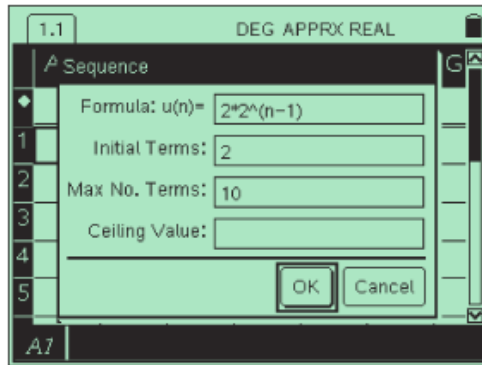 1.1 DEG APPRX REAL
A Sequence G
Formula: u(n)= 2*2^(n-1)
1 Initial Terms: 2
2 Max No. Terms: 10
3 Ceiling Value:
4
5 OK Cancel
A1